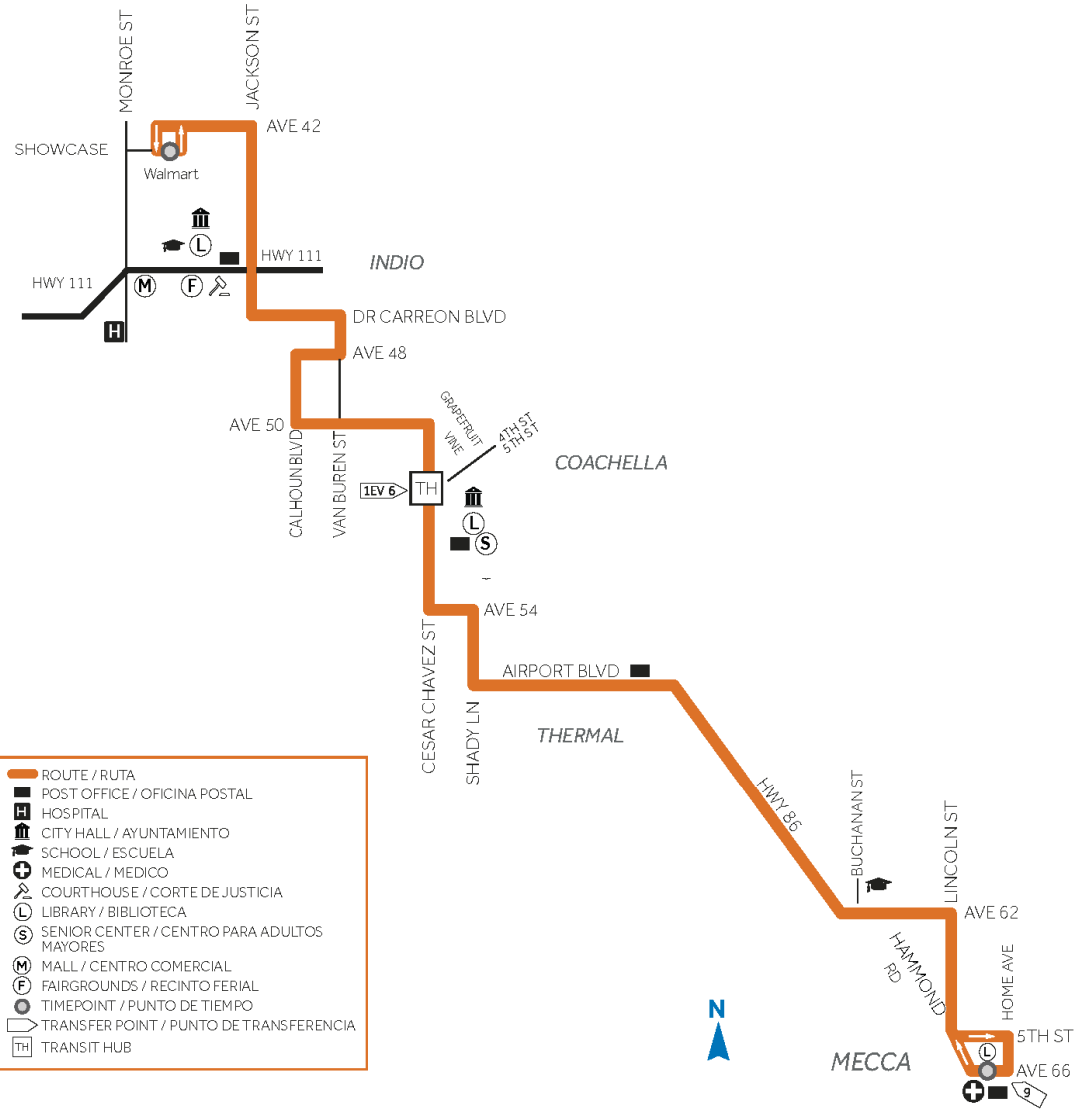 MONROE ST
JACKSON ST
AVE 42
SHOWCASE
Walmart
L
HWY 111
INDIO
HWY 111
M
F
H
DR CARREON BLVD
AVE 48
AVE 50
GRAPEFRUIT
VINE
4TH ST
5TH ST
COACHELLA
CALHOUN BLVD
VAN BUREN ST
1EV 6
TH
L
S
AVE 54
CESAR CHAVEZ ST
SHADY LN
AIRPORT BLVD
THERMAL
HWY 86
BUCHANAN ST
LINCOLN ST
AVE 62
HAMMOND
RD
HOME AVE
5TH ST
L
AVE 66
MECCA
9
N
ROUTE / RUTA
POST OFFICE / OFICINA POSTAL
H HOSPITAL
CITY HALL / AYUNTAMIENTO
SCHOOL / ESCUELA
MEDICAL / MEDICO
COURTHOUSE / CORTE DE JUSTICIA
L LIBRARY / BIBLIOTECA
S SENIOR CENTER / CENTRO PARA ADULTOS
MAYORES
M MALL / CENTRO COMERCIAL
F FAIRGROUNDS / RECINTO FERIAL
TIMEPOINT / PUNTO DE TIEMPO
TRANSFER POINT / PUNTO DE TRANSFERENCIA
TH TRANSIT HUB